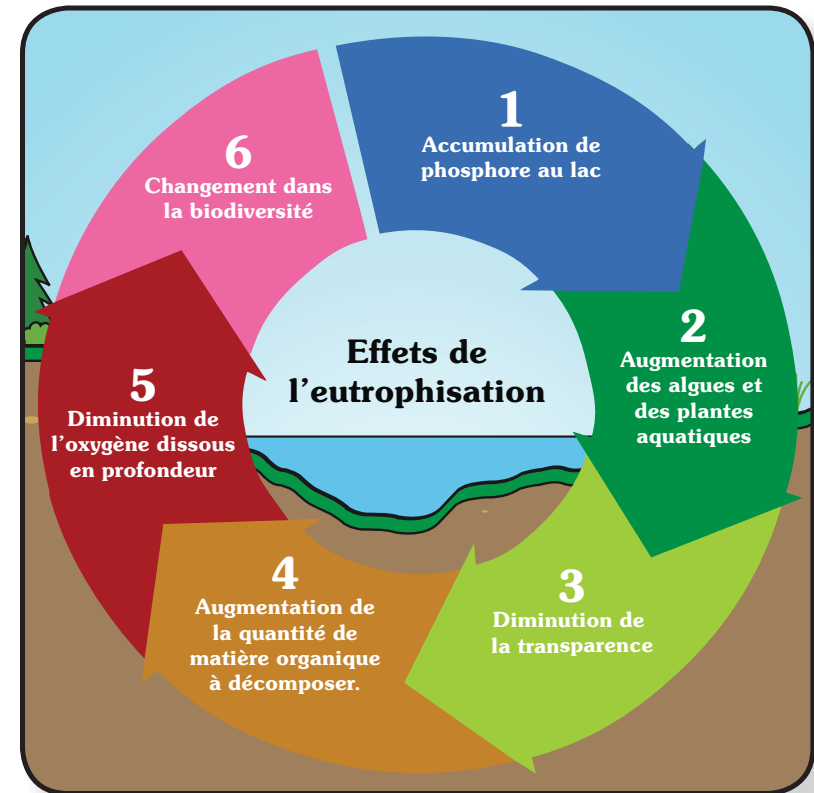 Effets de
l'eutrophisation
1
Accumulation de
phosphore au lac
2
Augmentation
des algues et
des plantes
aquatiques
3
Diminution de
la transparence
4
Augmentation de
la quantité de
matière organique
à décomposer.
5
Diminution de
l'oxygène dissous
en profondeur
6
Changement dans
la biodiversité